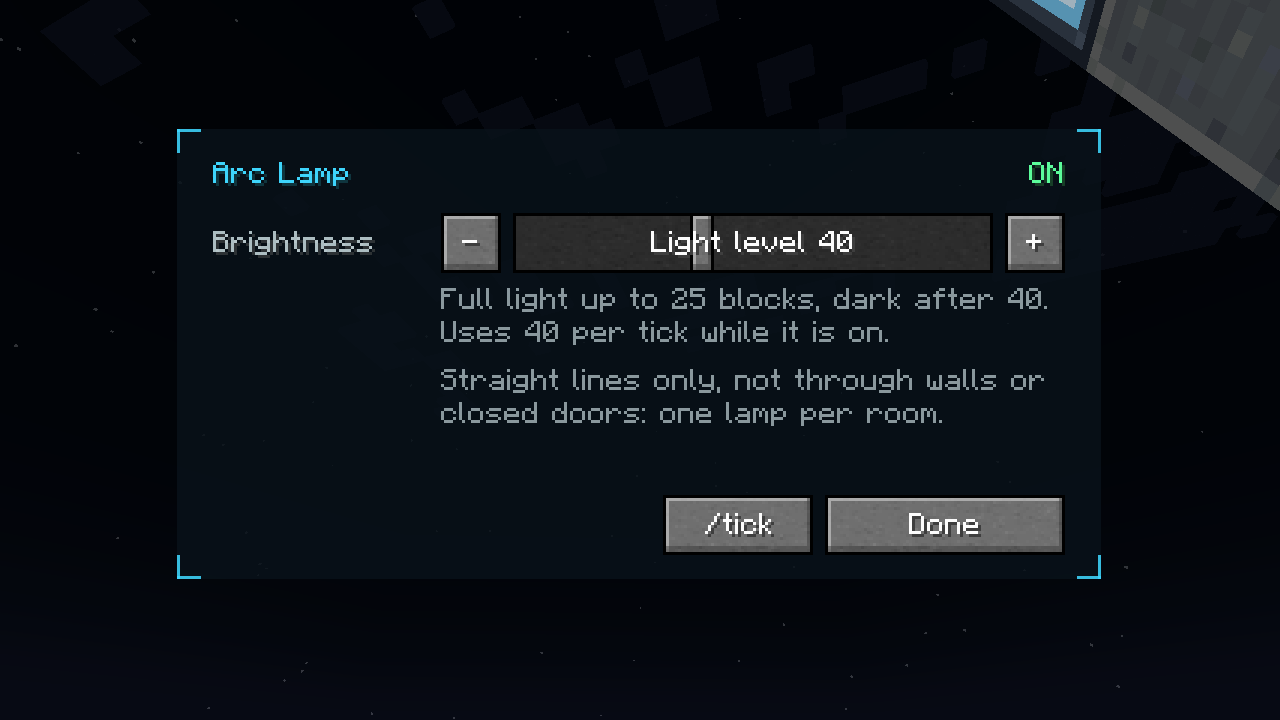 Arc Lamp
ON
Brightness
-
Light level 40
+
Full light up to 25 blocks, dark after 40.
Uses 40 per tick while it is on.
Straight lines only, not through walls or
closed doors: one lamp per room.
/tick
Done